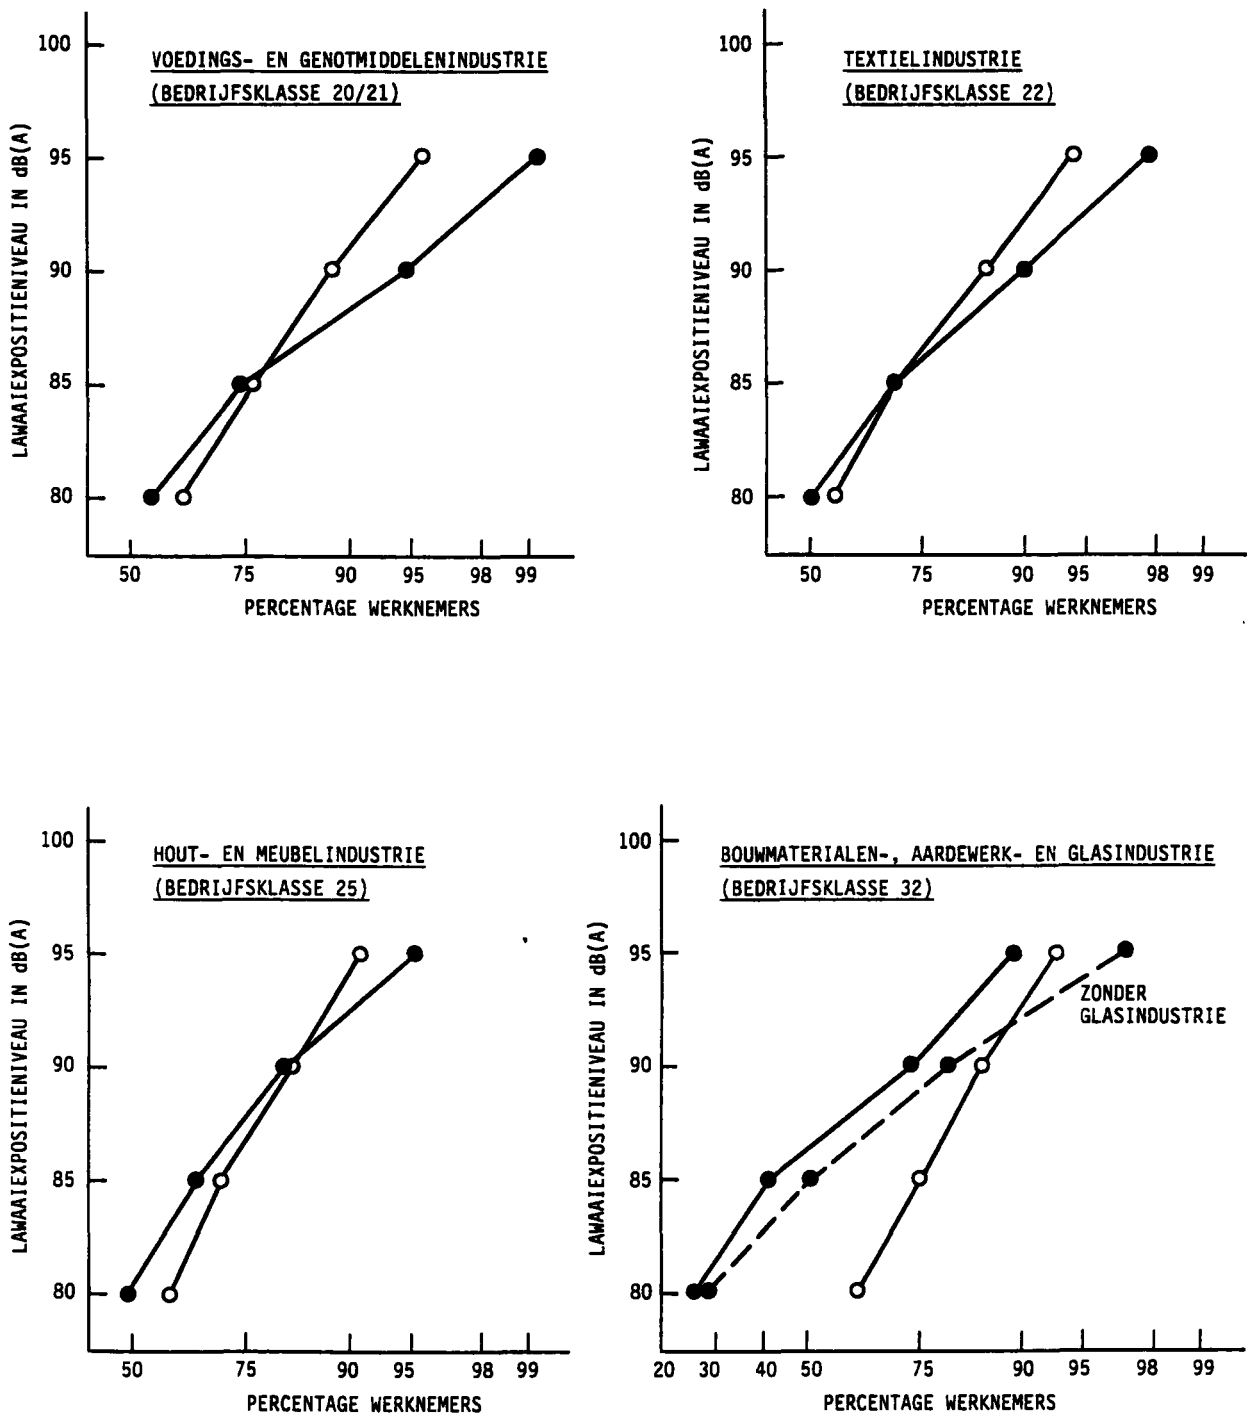 VOEDINGS- EN GENOTMIDDELENINDUSTRIE
(BEDRIJFSKLASSE 20/21)
LAWAAIEXPOSITIENIVEAU IN dB(A)
100
95
90
85
80
50 75 90 95 98 99
PERCENTAGE WERKNEMERS
TEXTIELINDUSTRIE
(BEDRIJFSKLASSE 22)
LAWAAIEXPOSITIENIVEAU IN dB(A)
100
95
90
85
80
50 75 90 95 98 99
PERCENTAGE WERKNEMERS
HOUT- EN MEUBELINDUSTRIE
(BEDRIJFSKLASSE 25)
LAWAAIEXPOSITIENIVEAU IN dB(A)
100
95
90
85
80
50 75 90 95 98 99
PERCENTAGE WERKNEMERS
BOUWMATERIALEN-, AARDEWERK- EN GLASINDUSTRIE
(BEDRIJFSKLASSE 32)
LAWAAIEXPOSITIENIVEAU IN dB(A)
100
95
90
85
80
ZONDER
GLASINDUSTRIE
20 30 40 50 75 90 95 98 99
PERCENTAGE WERKNEMERS